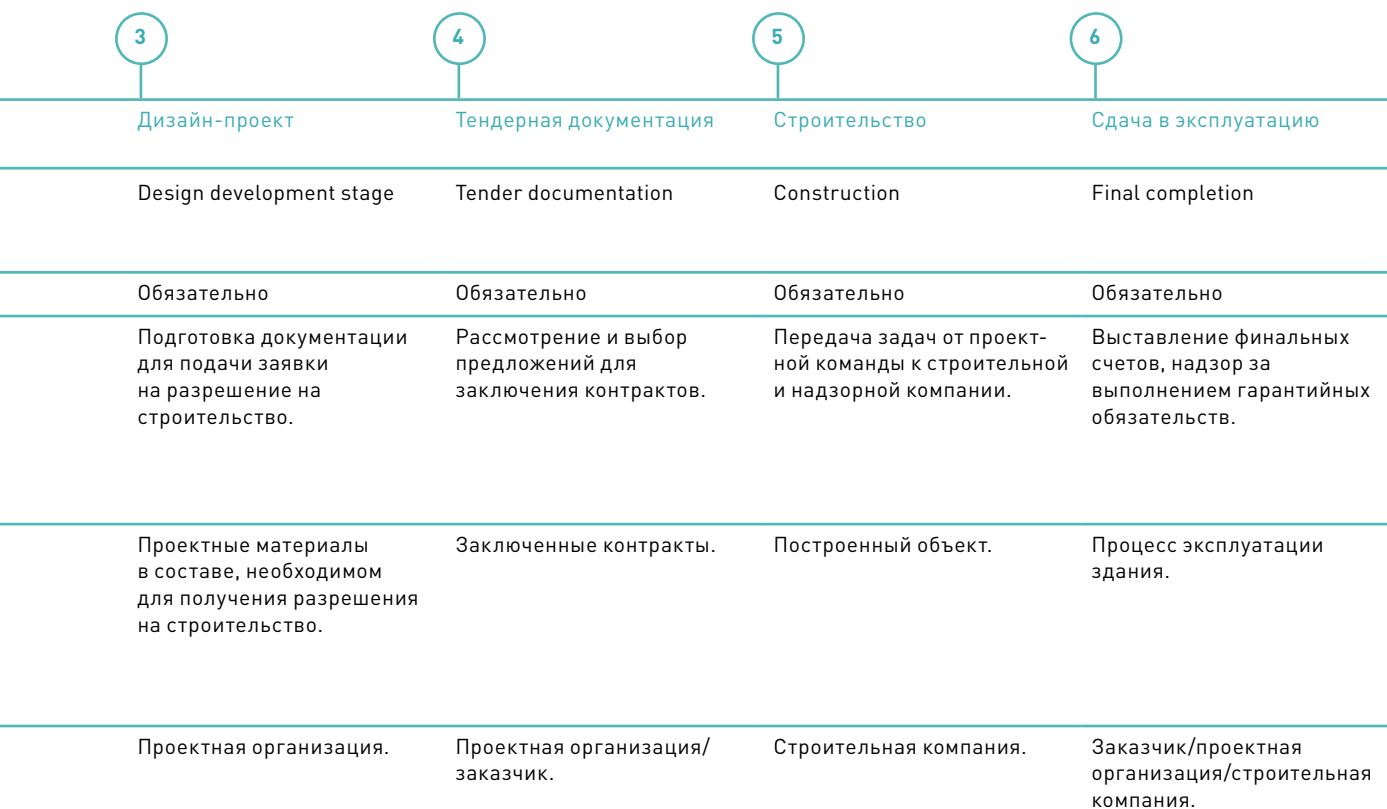 3
4
5
6
Дизайн-проект
Тендерная документация
Строительство
Сдача в эксплуатацию
Design development stage
Tender documentation
Construction
Final completion
Обязательно
Обязательно
Обязательно
Обязательно
Подготовка документации
для подачи заявки
на разрешение на
строительство.
Рассмотрение и выбор
предложений для
заключения контрактов.
Передача задач от проект-
ной команды к строительной
и надзорной компании.
Выставление финальных
счетов, надзор за
выполнением гарантийных
обязательств.
Проектные материалы
в составе, необходимом
для получения разрешения
на строительство.
Заключенные контракты.
Построенный объект.
Процесс эксплуатации
здания.
Проектная организация.
Проектная организация/
заказчик.
Строительная компания.
Заказчик/проектная
организация/строительная
компания.